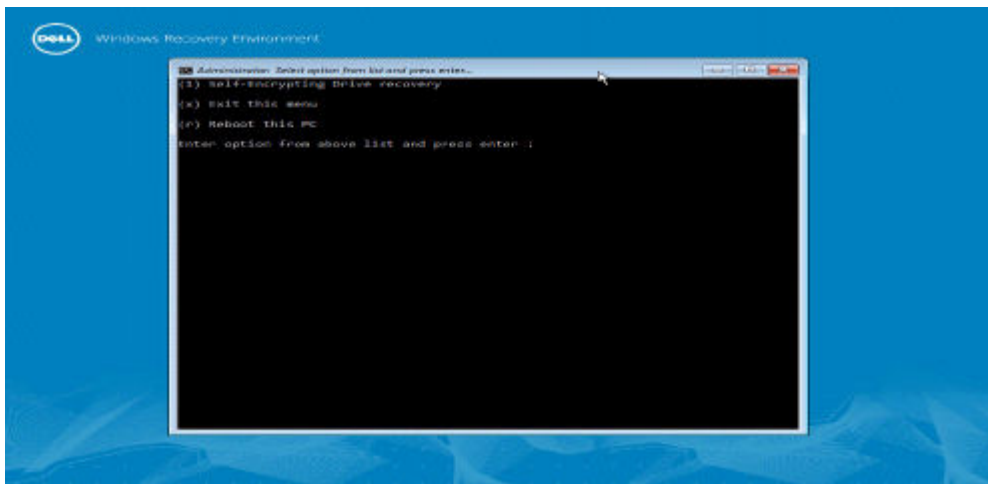 DELL
Windows Recovery Environment
Administrator: Select option from list and press enter...
(1) Self-Encrypting Drive recovery
(x) Exit this menu
(r) Reboot this PC
Enter option from above list and press enter :